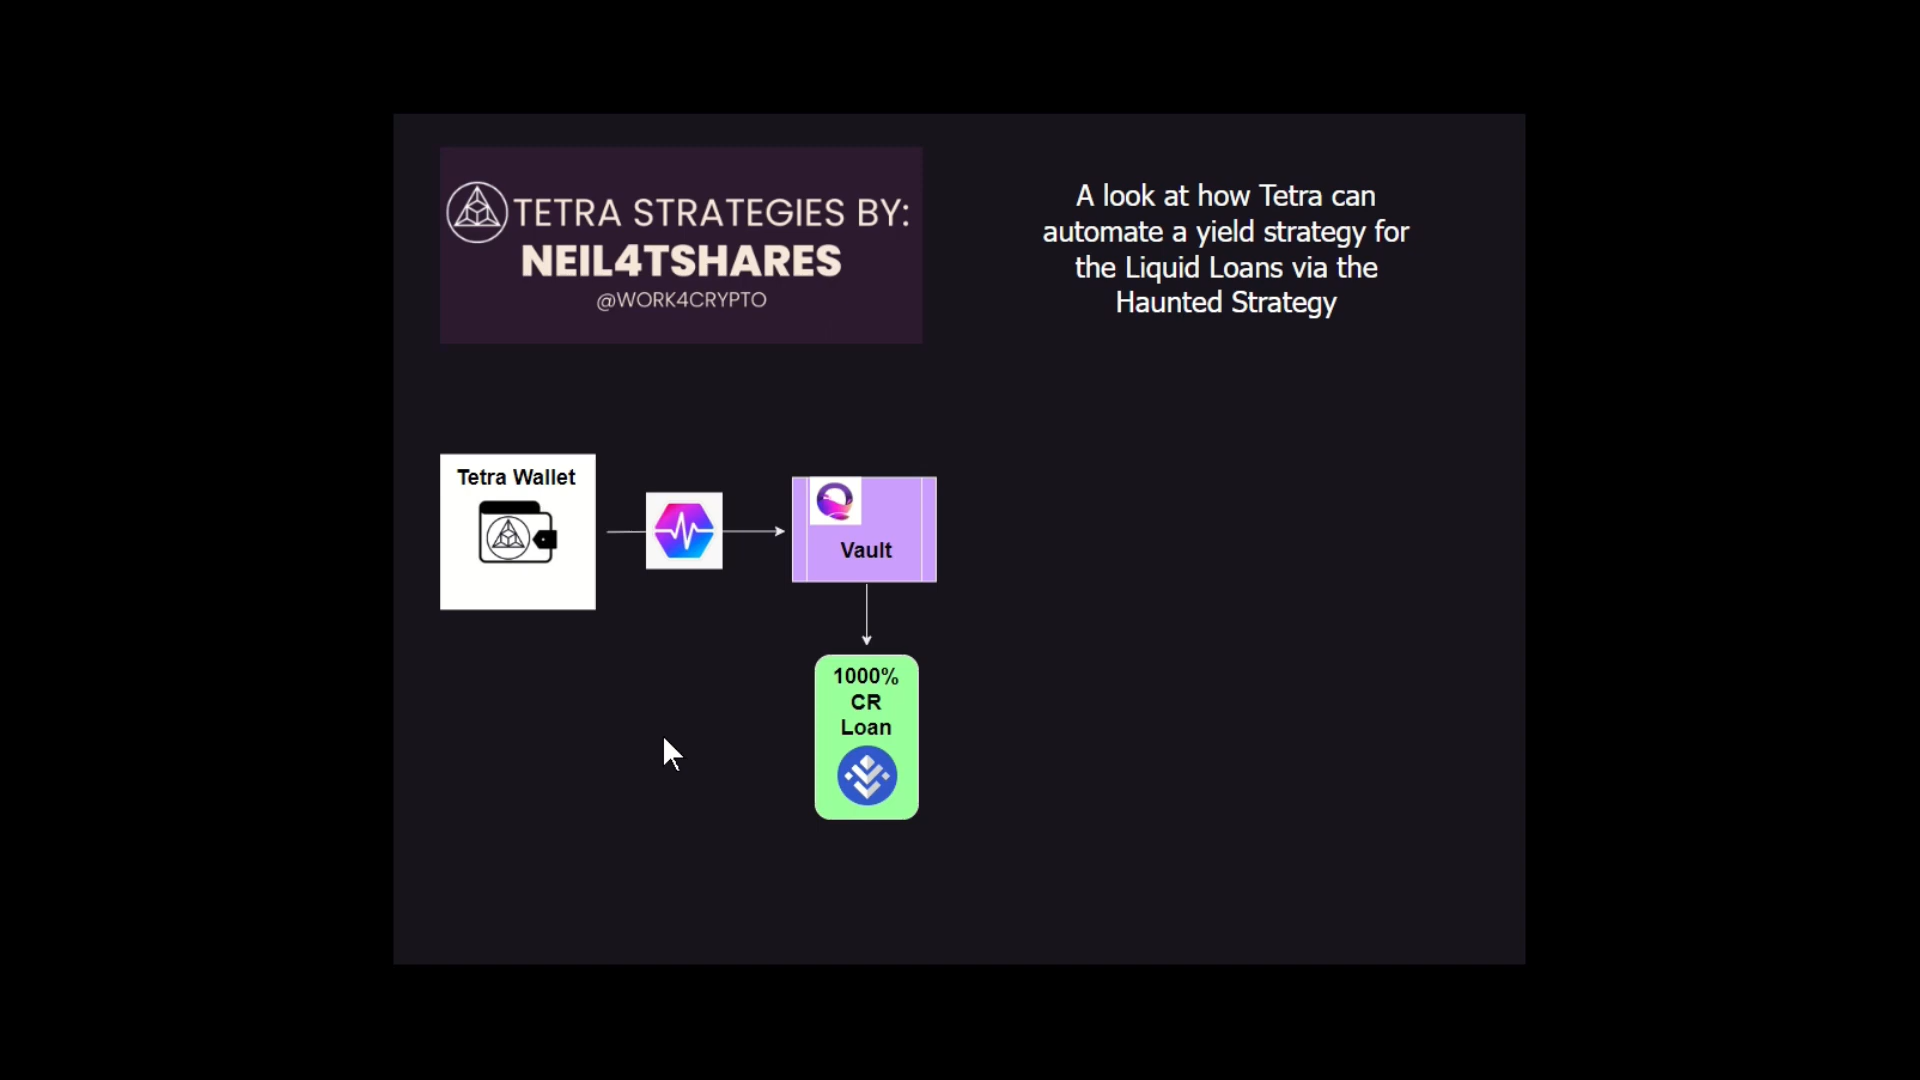 TETRA STRATEGIES BY:
NEIL4TSHARES
@WORK4CRYPTO
A look at how Tetra can
automate a yield strategy for
the Liquid Loans via the
Haunted Strategy
Tetra Wallet
Vault
1000%
CR
Loan